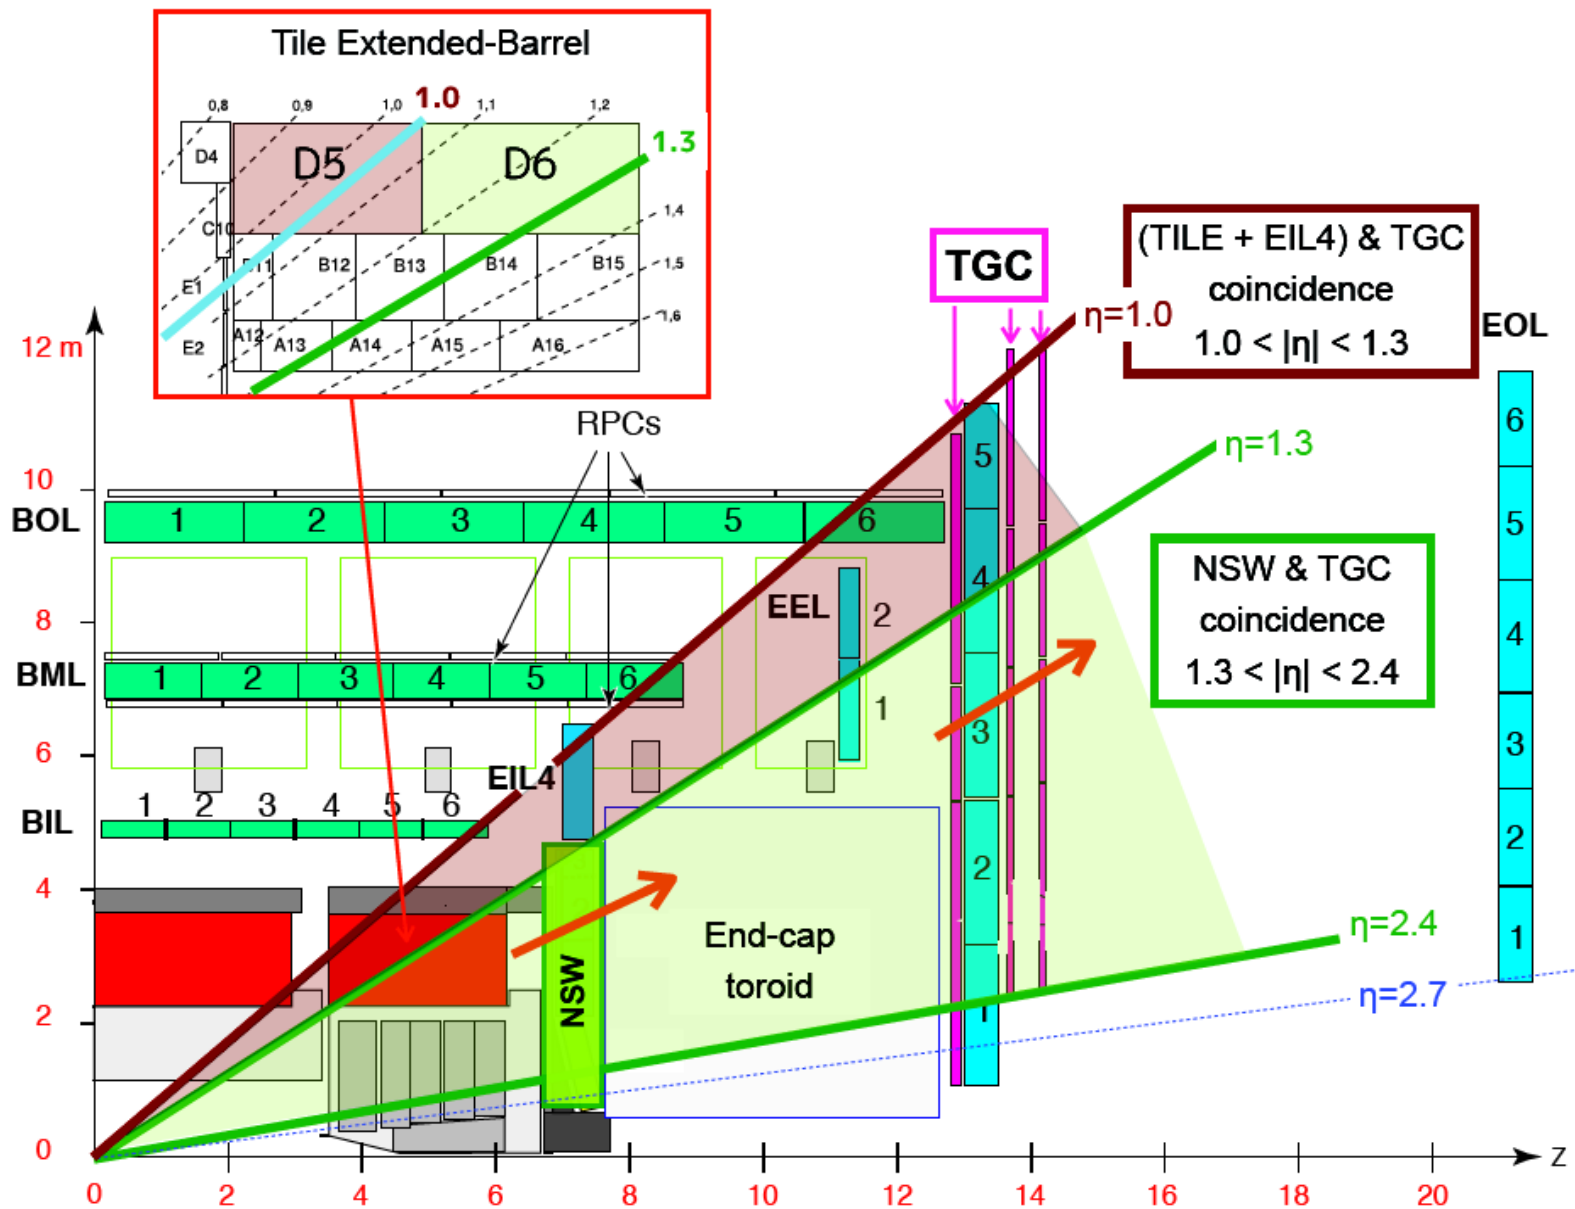 Tile Extended-Barrel
0,8
0,9
1,0
1.0
1,1
1,2
1.3
D4
D5
D6
C10
1,4
E1
B11
B12
B13
B14
B15
1,5
1,6
E2
A12
A13
A14
A15
A16
(TILE + EIL4) & TGC
coincidence
1.0 < |η| < 1.3
TGC
η=1.0
EOL
12 m
RPCs
η=1.3
10
BOL
1 2 3 4 5 6
5
4
3
2
1
6
5
4
3
2
1
NSW & TGC
coincidence
1.3 < |η| < 2.4
8
EEL
2
1
BML
1 2 3 4 5 6
6
EIL4
BIL
1 2 3 4 5 6
4
End-cap
toroid
NSW
η=2.4
η=2.7
2
0
z
0 2 4 6 8 10 12 14 16 18 20